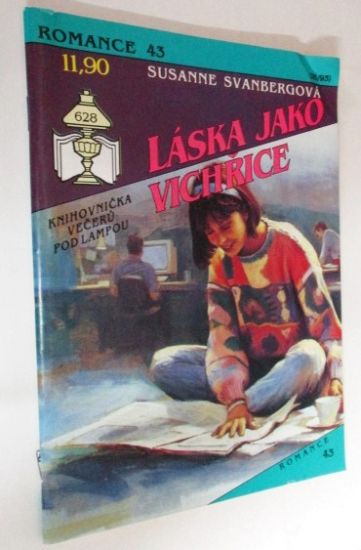 ROMANCE 43
11,90
SUSANNE SVANBERGOVÁ
628
LÁSKA JAKO
VICHŘICE
KNIHOVNIČKA
VEČERŮ
POD LAMPOU
ROMANCE
43